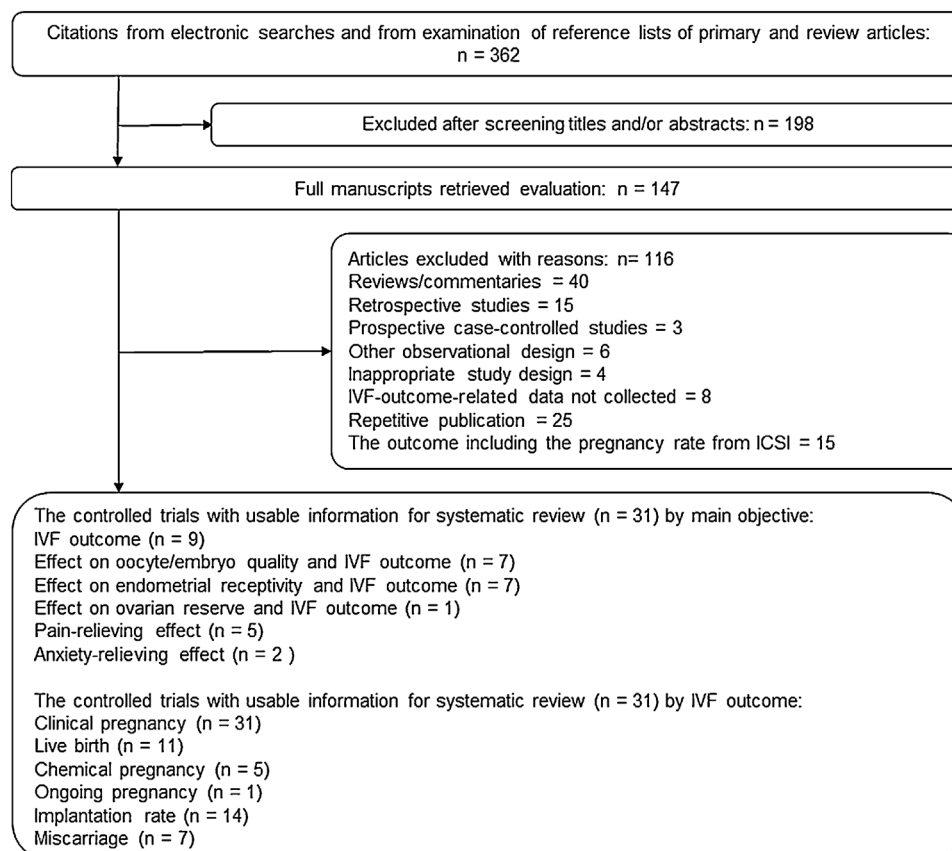 Citations from electronic searches and from examination of reference lists of primary and review articles:
n = 362
Excluded after screening titles and/or abstracts: n = 198
Full manuscripts retrieved evaluation: n = 147
Articles excluded with reasons: n= 116
Reviews/commentaries = 40
Retrospective studies = 15
Prospective case-controlled studies = 3
Other observational design = 6
Inappropriate study design = 4
IVF-outcome-related data not collected = 8
Repetitive publication = 25
The outcome including the pregnancy rate from ICSI = 15
The controlled trials with usable information for systematic review (n = 31) by main objective:
IVF outcome (n = 9)
Effect on oocyte/embryo quality and IVF outcome (n = 7)
Effect on endometrial receptivity and IVF outcome (n = 7)
Effect on ovarian reserve and IVF outcome (n = 1)
Pain-relieving effect (n = 5)
Anxiety-relieving effect (n = 2 )
The controlled trials with usable information for systematic review (n = 31) by IVF outcome:
Clinical pregnancy (n = 31)
Live birth (n = 11)
Chemical pregnancy (n = 5)
Ongoing pregnancy (n = 1)
Implantation rate (n = 14)
Miscarriage (n = 7)